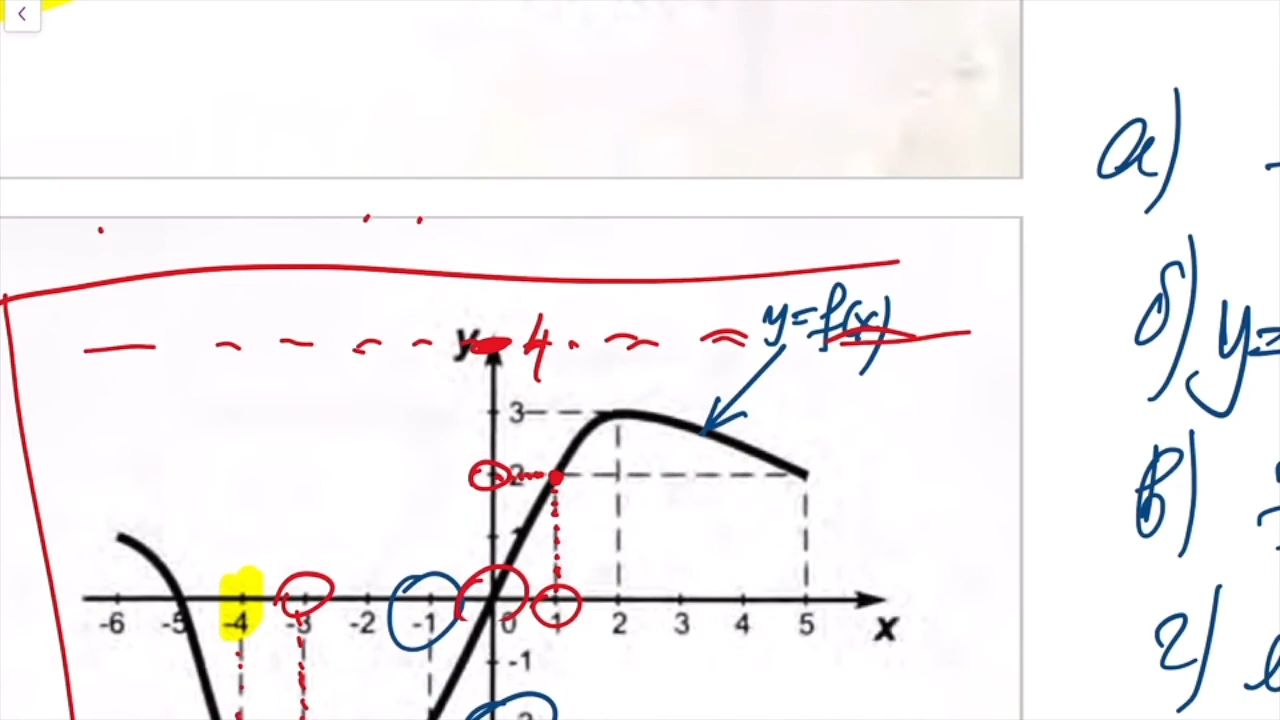 а)
б) y=
в)
г)
y 4 y=f(x)
3
2
1
-6 -5 -4 -3 -2 -1 0 1 2 3 4 5 x
-1